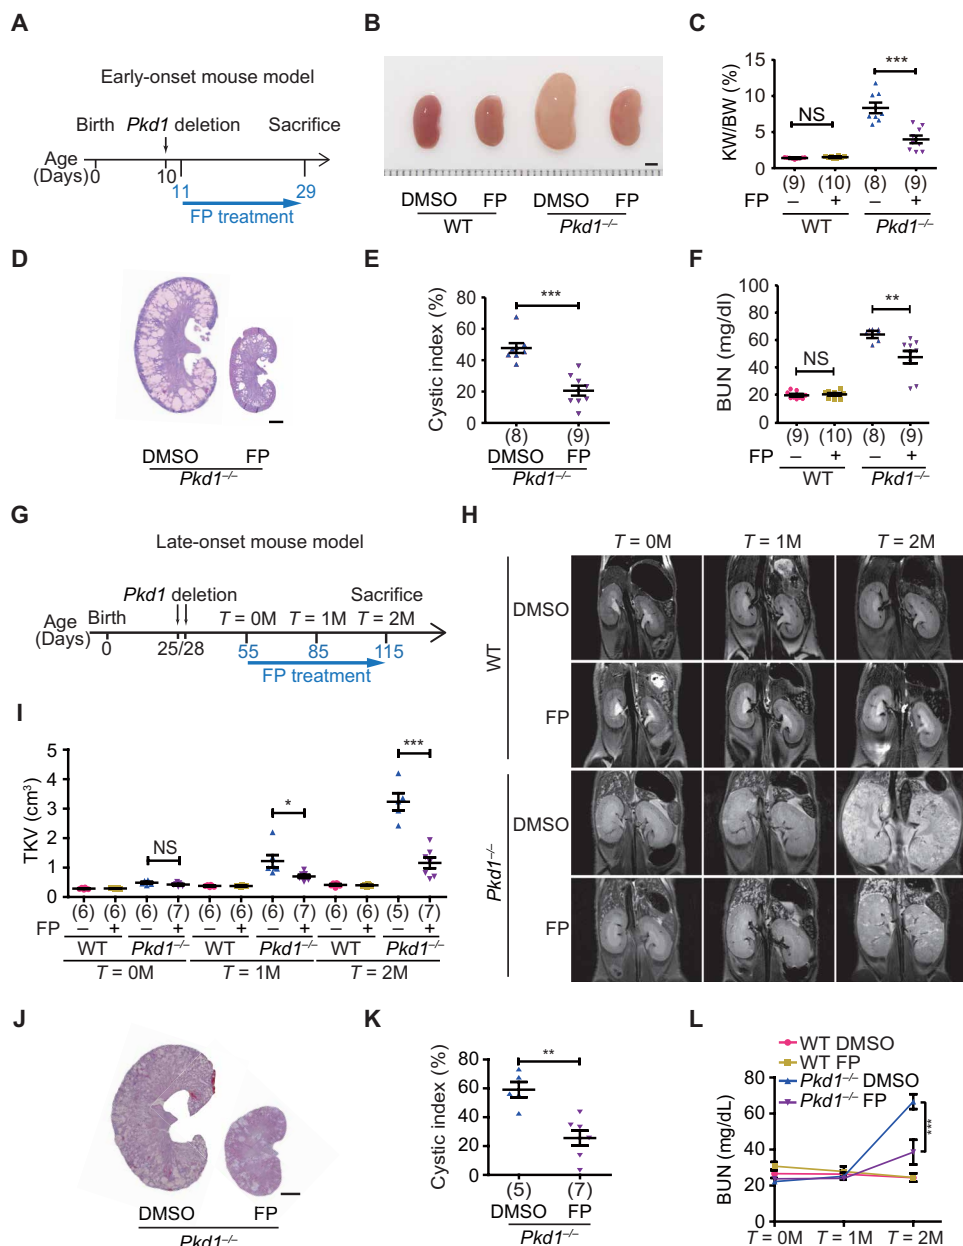 A
Early-onset mouse model
Birth Pkd1 deletion Sacrifice
Age
(Days)
0 10
11 29
FP treatment
B
DMSO FP DMSO FP
WT Pkd1–/–
C
KW/BW (%)
15
10
5
0
NS
***
(9) (10) (8) (9)
FP – + – +
WT Pkd1–/–
D
DMSO FP
Pkd1–/–
E
Cystic index (%)
80
60
40
20
0
***
(8) (9)
DMSO FP
Pkd1–/–
F
BUN (mg/dl)
100
80
60
40
20
0
NS
**
(9) (10) (8) (9)
FP – + – +
WT Pkd1–/–
G
Late-onset mouse model
Pkd1 deletion Sacrifice
Birth T = 0M T = 1M T = 2M
Age
(Days)
0 25/28
55 85 115
FP treatment
H
T = 0M T = 1M T = 2M
WT
DMSO
FP
Pkd1–/–
DMSO
FP
I
TKV (cm3)
5
4
3
2
1
0
NS
*
***
(6) (6) (6) (7) (6) (6) (6) (7) (6) (6) (5) (7)
FP – + – + – + – + – + – +
WT Pkd1–/– WT Pkd1–/– WT Pkd1–/–
T = 0M T = 1M T = 2M
J
DMSO FP
Pkd1–/–
K
Cystic index (%)
100
80
60
40
20
0
**
(5) (7)
DMSO FP
Pkd1–/–
L
WT DMSO
WT FP
Pkd1–/– DMSO
Pkd1–/– FP
BUN (mg/dL)
80
60
40
20
0
***
T = 0M T = 1M T = 2M